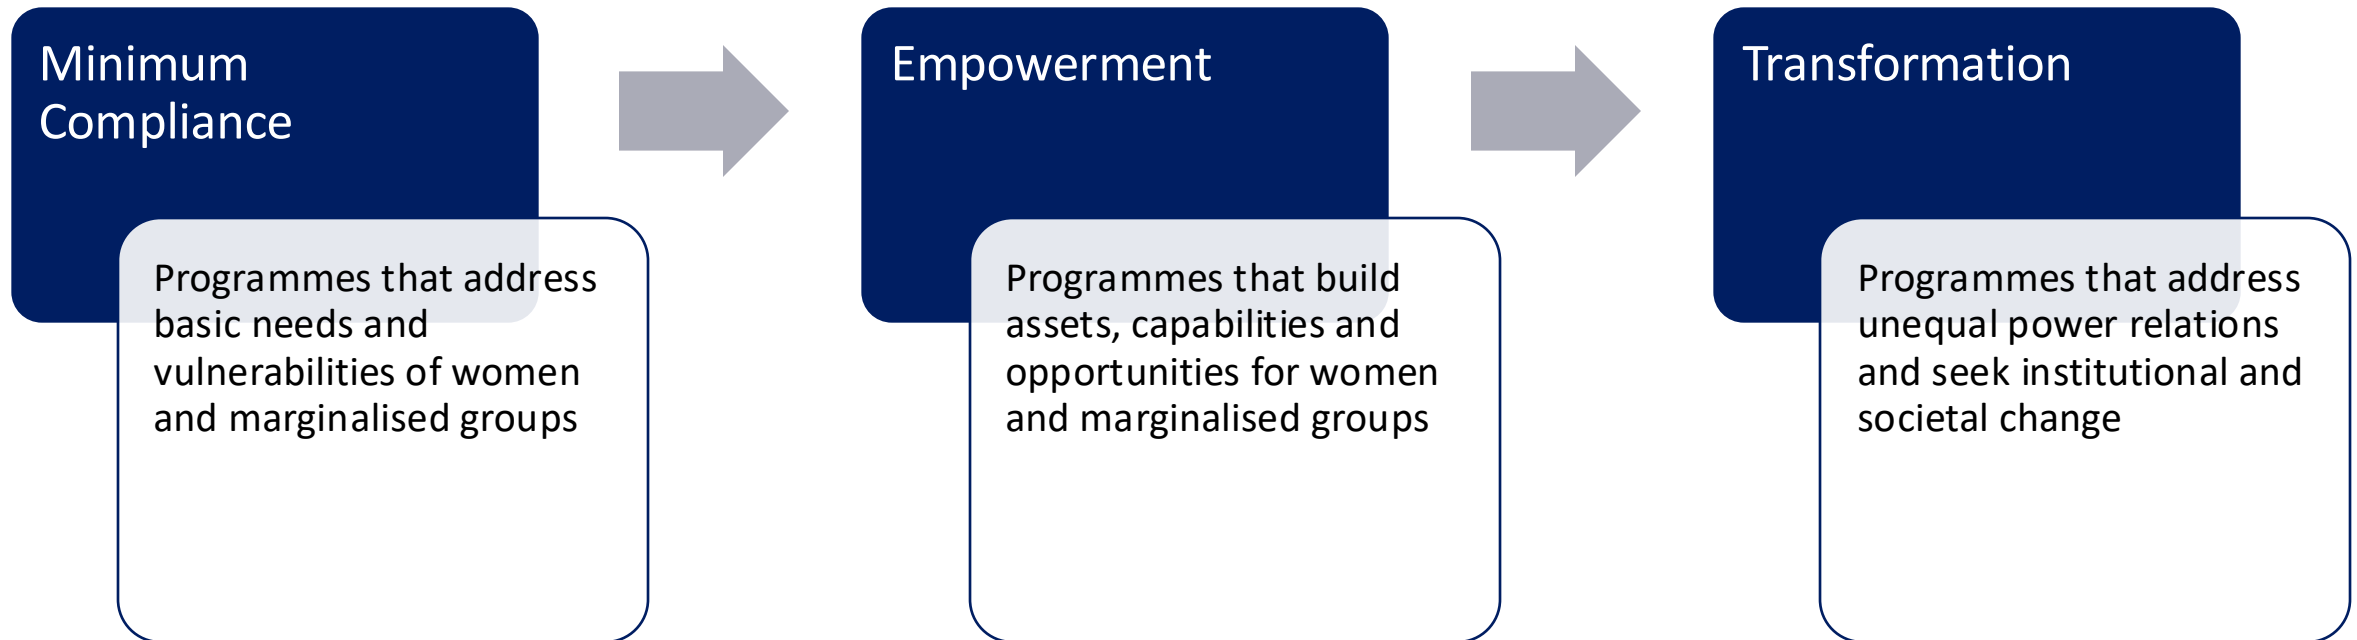 Minimum
Compliance
Programmes that address
basic needs and
vulnerabilities of women
and marginalised groups
Empowerment
Programmes that build
assets, capabilities and
opportunities for women
and marginalised groups
Transformation
Programmes that address
unequal power relations
and seek institutional and
societal change